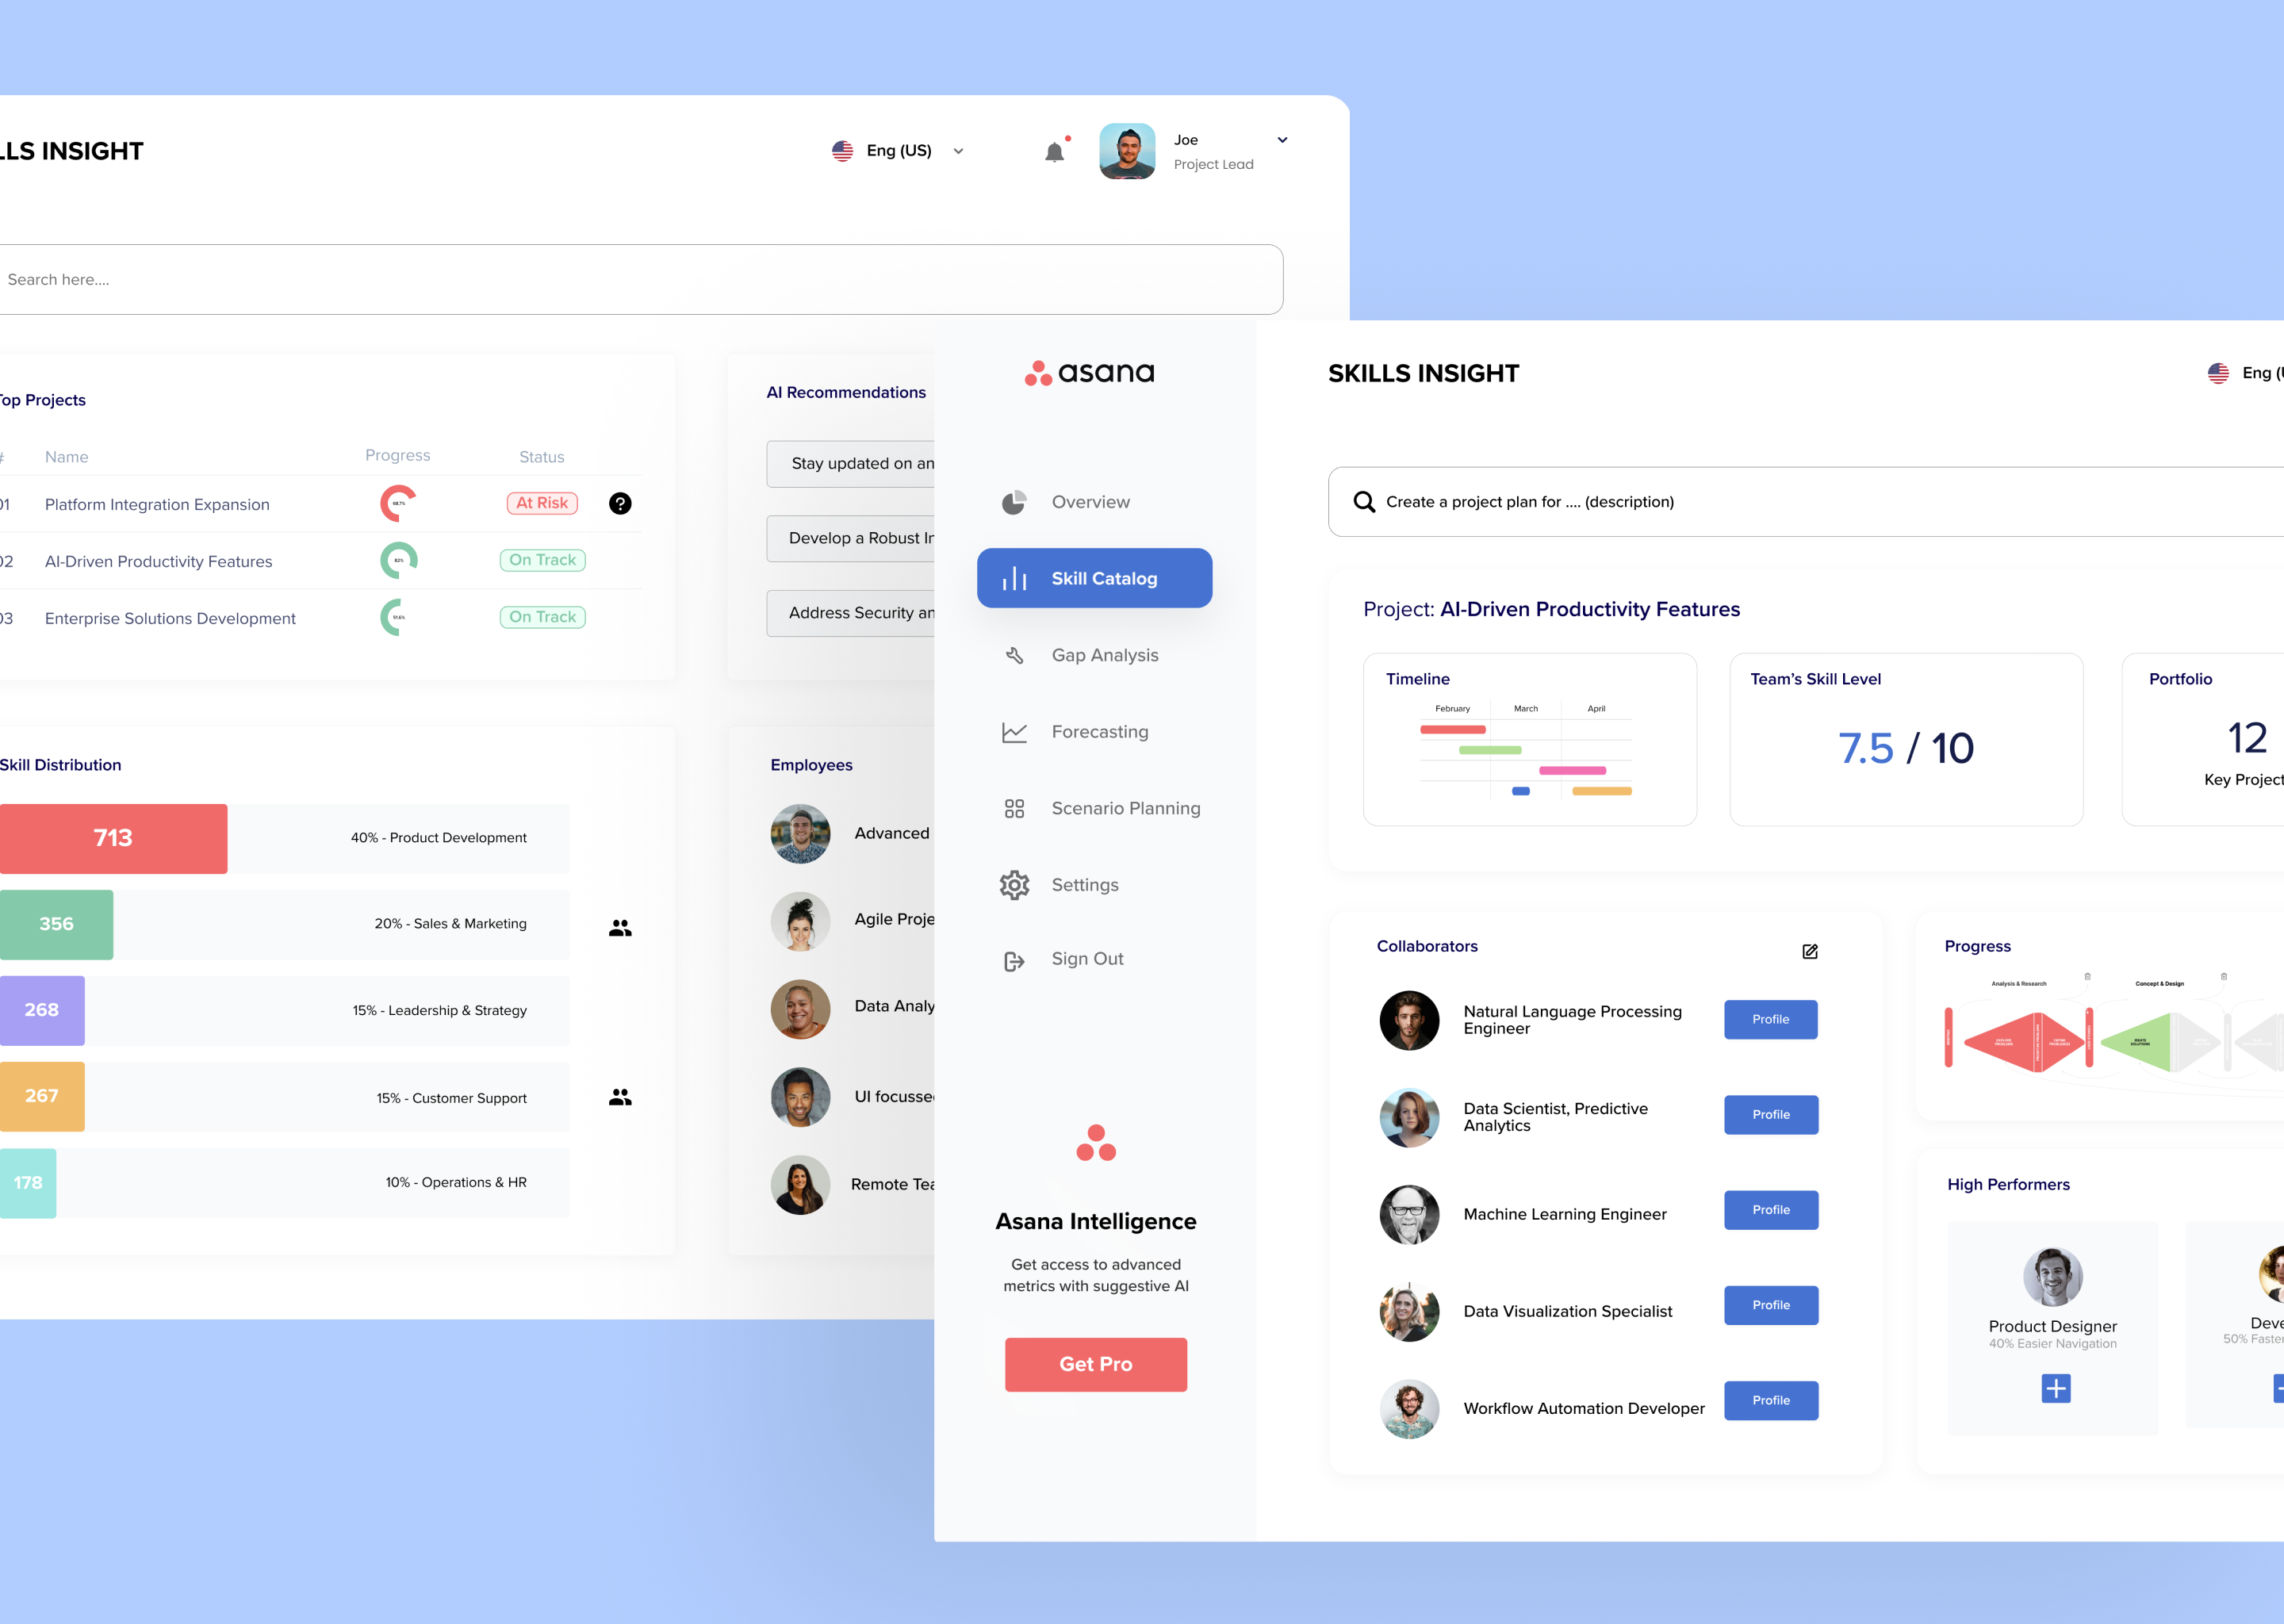 LLS INSIGHT
Eng (US)
Joe
Project Lead
Search here....
Top Projects
#
Name
Progress
Status
01
Platform Integration Expansion
At Risk
?
02
AI-Driven Productivity Features
82%
On Track
03
Enterprise Solutions Development
On Track
AI Recommendations
Stay updated on an
Develop a Robust In
Address Security an
Skill Distribution
713
40% - Product Development
356
20% - Sales & Marketing
268
15% - Leadership & Strategy
267
15% - Customer Support
178
10% - Operations & HR
Employees
Advanced
Agile Proje
Data Analy
UI focusse
Remote Tea
asana
Overview
Skill Catalog
Gap Analysis
Forecasting
Scenario Planning
Settings
Sign Out
Asana Intelligence
Get access to advanced
metrics with suggestive AI
Get Pro
SKILLS INSIGHT
Eng (U
Create a project plan for .... (description)
Project: AI-Driven Productivity Features
Timeline
February
March
April
Team’s Skill Level
7.5 / 10
Portfolio
12
Key Project
Collaborators
Natural Language Processing
Engineer
Profile
Data Scientist, Predictive
Analytics
Profile
Machine Learning Engineer
Profile
Data Visualization Specialist
Profile
Workflow Automation Developer
Profile
Progress
Analysis & Research
Concept & Design
High Performers
Product Designer
40% Easier Navigation
Deve
50% Faster